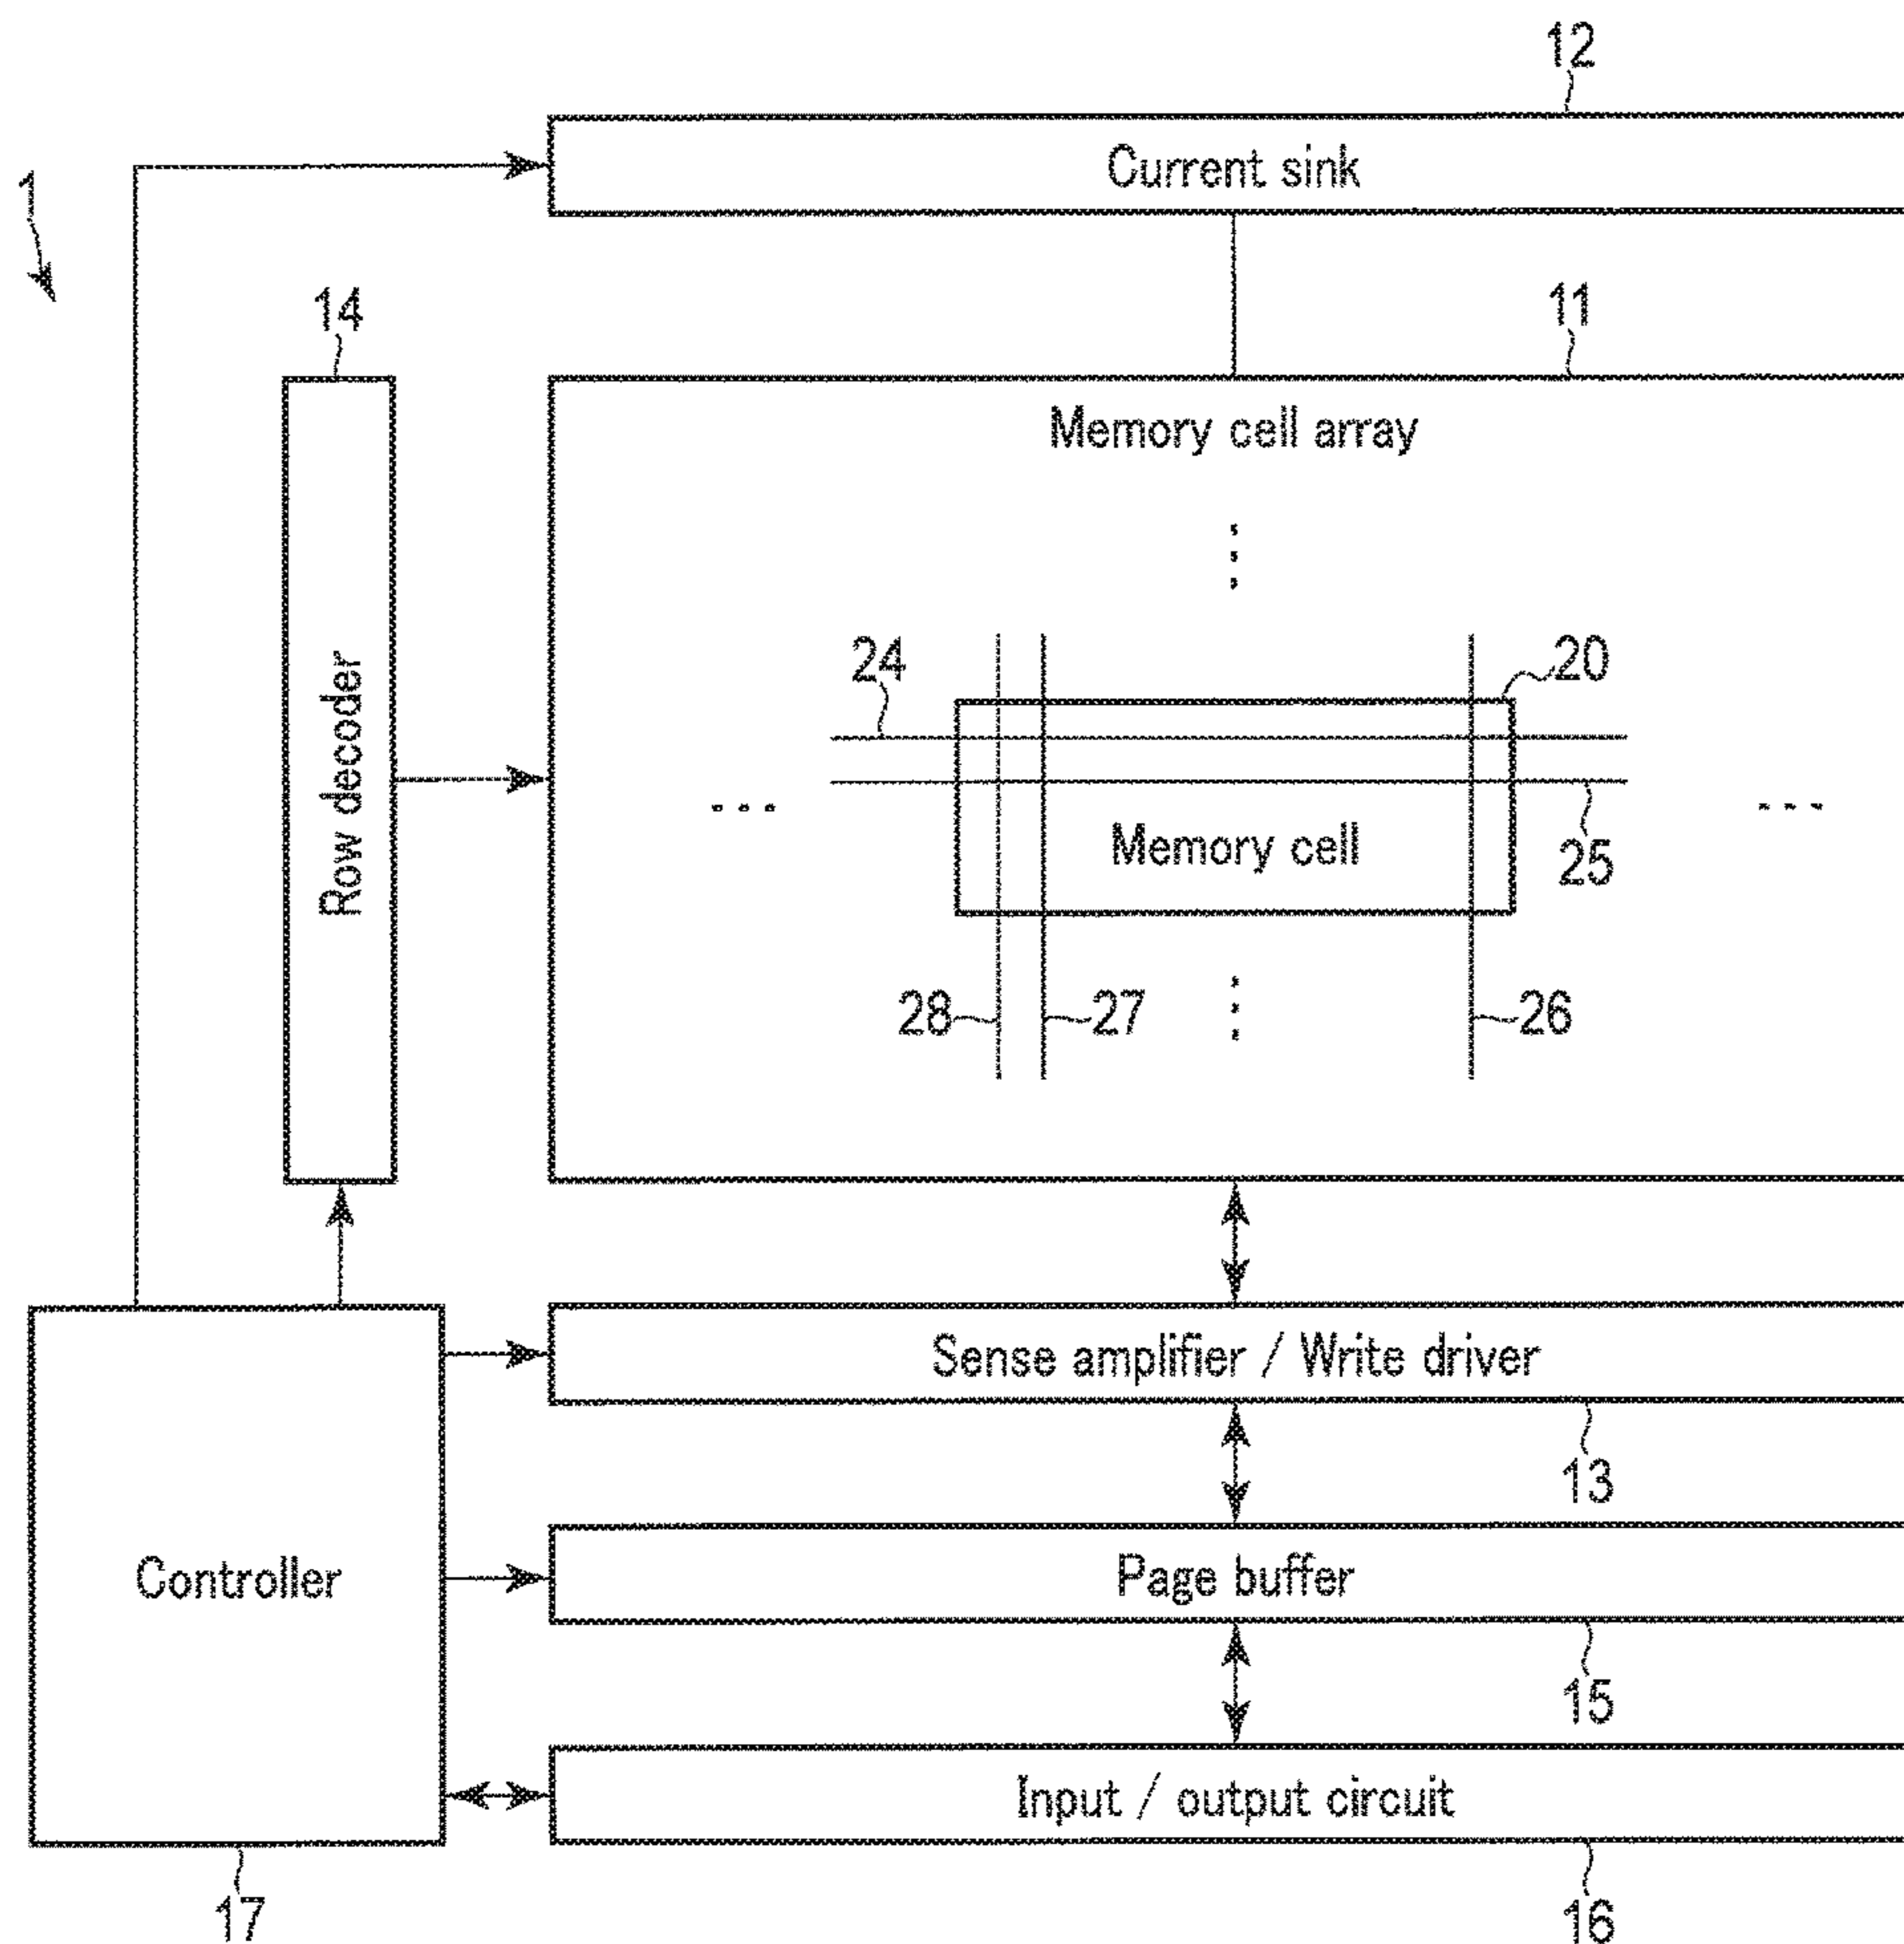 12
Current sink
1
14
11
Memory cell array
Row decoder
24
20
Memory cell
25
28
27
26
Sense amplifier / Write driver
13
Controller
Page buffer
15
Input / output circuit
17
16